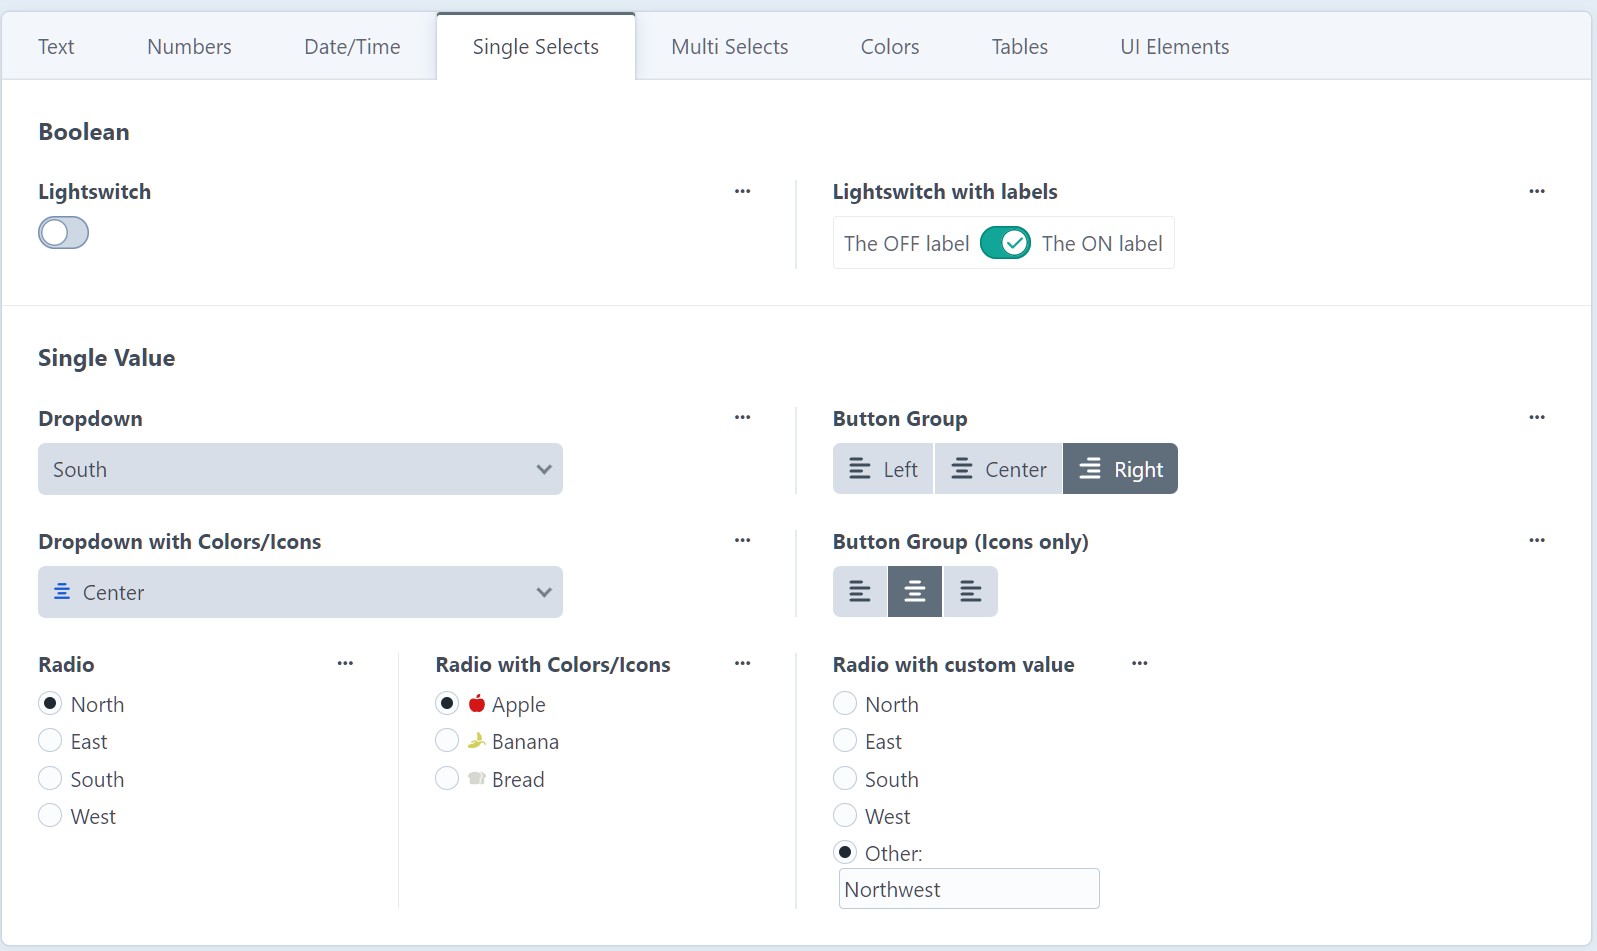 Text Numbers Date/Time Single Selects Multi Selects Colors Tables UI Elements
Boolean
Lightswitch
Lightswitch with labels
The OFF label The ON label
Single Value
Dropdown
South
Button Group
Left Center Right
Dropdown with Colors/Icons
Center
Button Group (Icons only)
Radio
North
East
South
West
Radio with Colors/Icons
Apple
Banana
Bread
Radio with custom value
North
East
South
West
Other:
Northwest